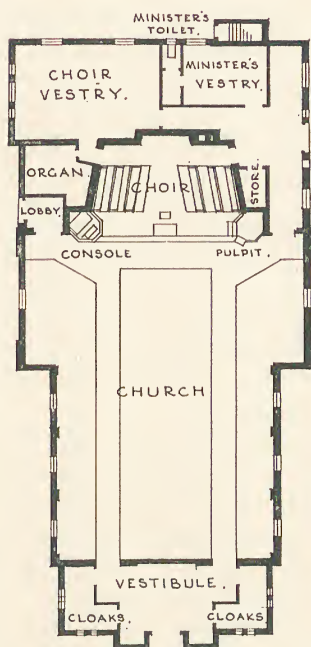 MINISTER'S
TOILET.
CHOIR
VESTRY.
MINISTER'S
VESTRY.
ORGAN.
CHOIR
STORE.
LOBBY.
CONSOLE
PULPIT.
CHURCH
VESTIBULE.
CLOAKS.
CLOAKS